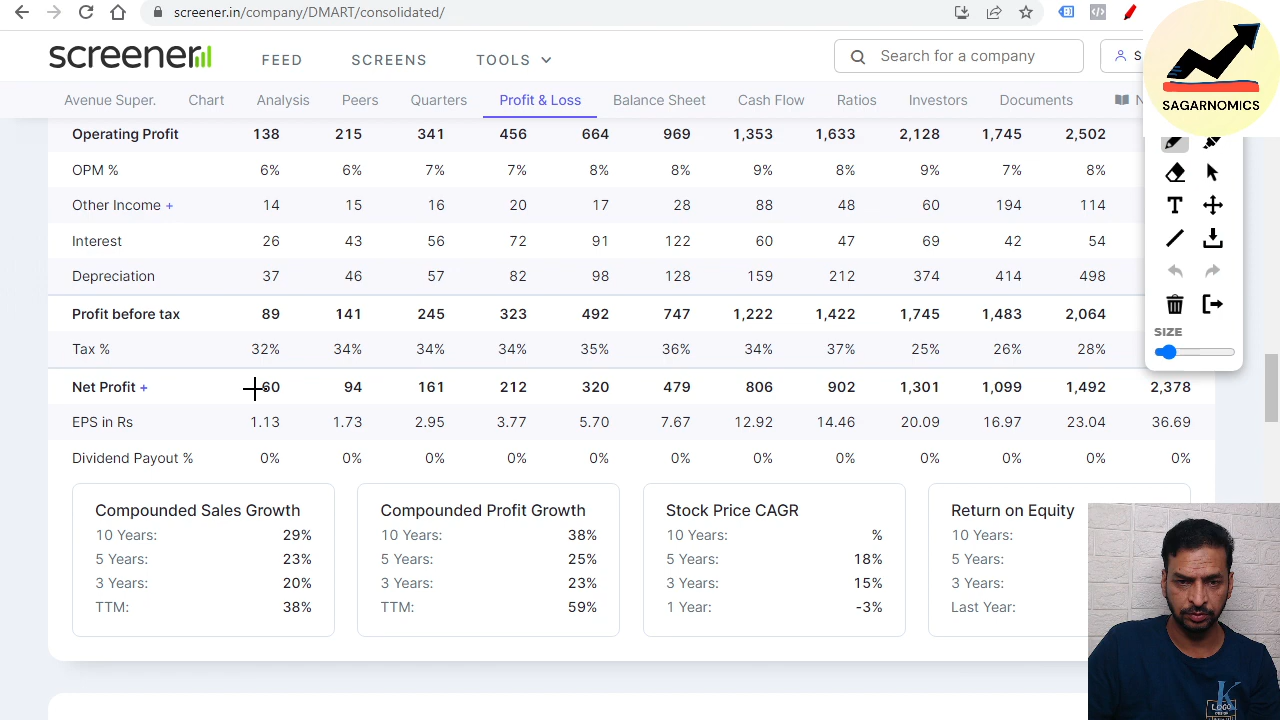 screener.in/company/DMART/consolidated/
screener FEED SCREENS TOOLS Search for a company S
SAGARNOMICS
Avenue Super. Chart Analysis Peers Quarters Profit & Loss Balance Sheet Cash Flow Ratios Investors Documents N
Operating Profit 138 215 341 456 664 969 1,353 1,633 2,128 1,745 2,502
OPM % 6% 6% 7% 7% 8% 8% 9% 8% 9% 7% 8%
Other Income + 14 15 16 20 17 28 88 48 60 194 114
T
Interest 26 43 56 72 91 122 60 47 69 42 54
Depreciation 37 46 57 82 98 128 159 212 374 414 498
Profit before tax 89 141 245 323 492 747 1,222 1,422 1,745 1,483 2,064
SIZE
Tax % 32% 34% 34% 34% 35% 36% 34% 37% 25% 26% 28%
Net Profit + 60 94 161 212 320 479 806 902 1,301 1,099 1,492 2,378
EPS in Rs 1.13 1.73 2.95 3.77 5.70 7.67 12.92 14.46 20.09 16.97 23.04 36.69
Dividend Payout % 0% 0% 0% 0% 0% 0% 0% 0% 0% 0% 0% 0%
Compounded Sales Growth
10 Years: 29%
5 Years: 23%
3 Years: 20%
TTM: 38%
Compounded Profit Growth
10 Years: 38%
5 Years: 25%
3 Years: 23%
TTM: 59%
Stock Price CAGR
10 Years: %
5 Years: 18%
3 Years: 15%
1 Year: -3%
Return on Equity
10 Years:
5 Years:
3 Years:
Last Year:
K
LOGO